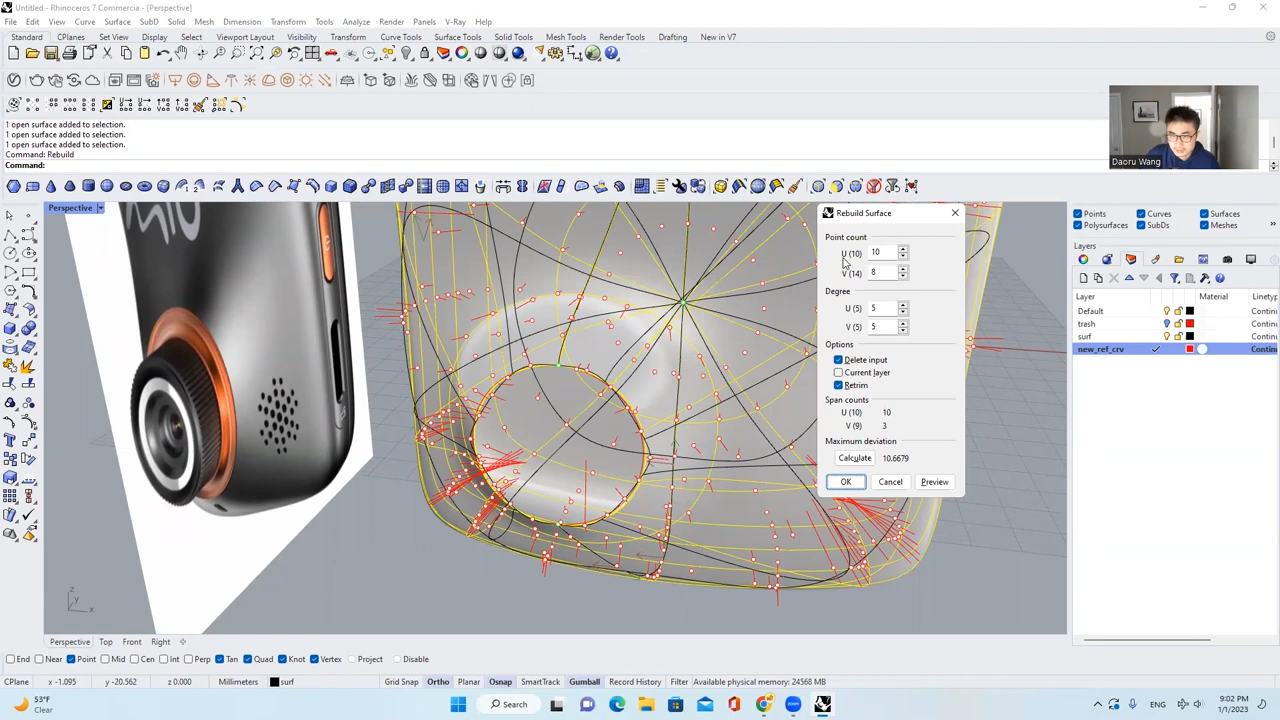 Untitled - Rhinoceros 7 Commercia - [Perspective]
File Edit View Curve Surface SubD Solid Mesh Dimension Transform Tools Analyze Render Panels V-Ray Help
Standard CPlanes Set View Display Select Viewport Layout Visibility Transform Curve Tools Surface Tools Solid Tools Mesh Tools Render Tools Drafting New in V7
1 open surface added to selection.
1 open surface added to selection.
1 open surface added to selection.
Command: Rebuild
Command:
Daoru Wang
Perspective
Mio
Rebuild Surface
Point count
U (10) 10
V (14) 8
Degree
U (5) 5
V (5) 5
Options
Delete input
Current layer
Retrim
Span counts
U (10) 10
V (9) 3
Maximum deviation
Calculate 10.6679
OK Cancel Preview
Points Curves Surfaces
Polysurfaces SubDs Meshes
Layers
Layer Material Linetyp
Default Contin
trash Contin
surf Contin
new_ref_crv Contin
z
y
x
Perspective Top Front Right
End Near Point Mid Cen Int Perp Tan Quad Knot Vertex Project Disable
CPlane x -1.095 y -20.562 z 0.000 Millimeters surf Grid Snap Ortho Planar Osnap SmartTrack Gumball Record History Filter Available physical memory: 24568 MB
53°F
Clear
Search
ENG
9:02 PM
1/1/2023